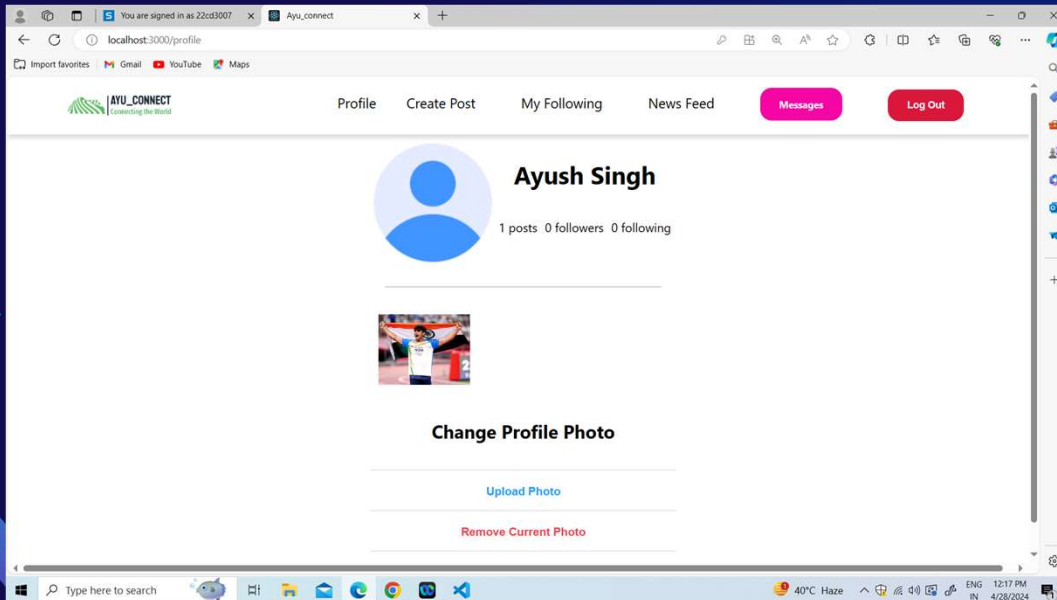 You are signed in as 22cd3007
Ayu_connect
localhost:3000/profile
Import favorites
Gmail
YouTube
Maps
AYU_CONNECT
Connecting the World
Profile
Create Post
My Following
News Feed
Messages
Log Out
Ayush Singh
1 posts 0 followers 0 following
Change Profile Photo
Upload Photo
Remove Current Photo
Type here to search
40°C Haze
ENG
IN
12:17 PM
4/28/2024